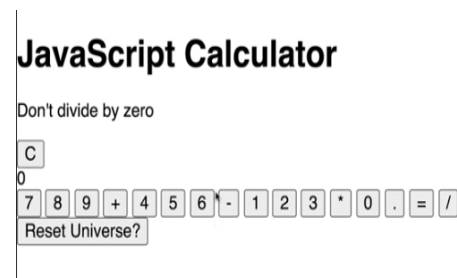 JavaScript Calculator
Don't divide by zero
C
0
7 8 9 + 4 5 6 - 1 2 3 * 0 . = /
Reset Universe?